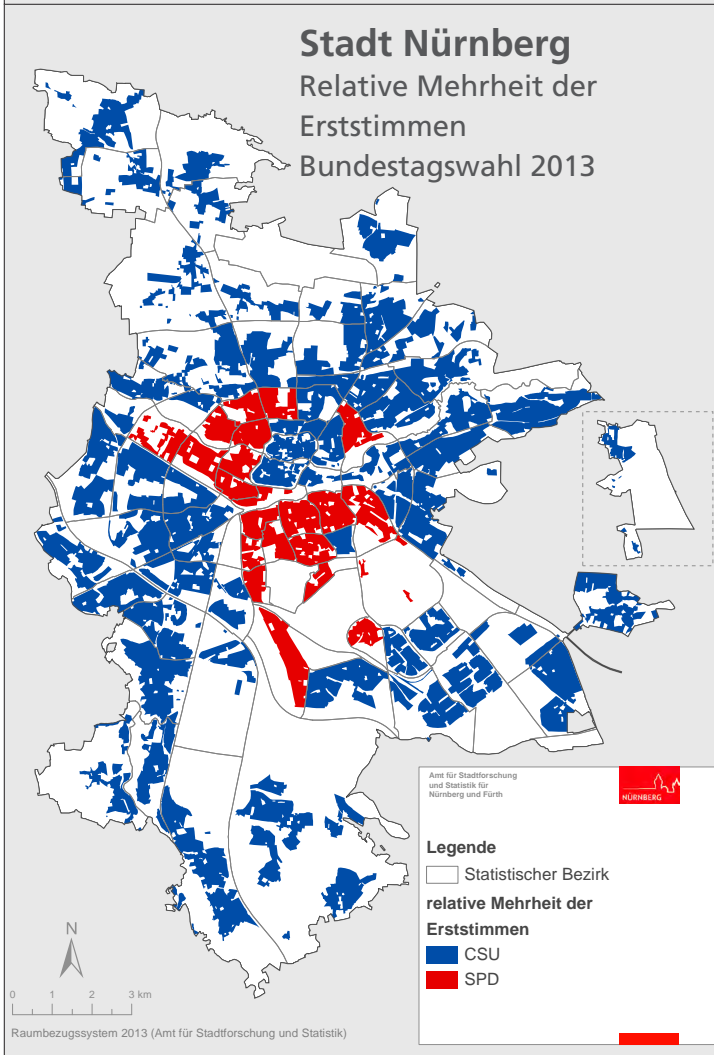 Stadt Nürnberg
Relative Mehrheit der
Erststimmen
Bundestagswahl 2013
Amt für Stadtforschung
und Statistik für
Nürnberg und Fürth
NÜRNBERG
Legende
Statistischer Bezirk
relative Mehrheit der
Erststimmen
CSU
SPD
N
0 1 2 3 km
Raumbezugssystem 2013 (Amt für Stadtforschung und Statistik)